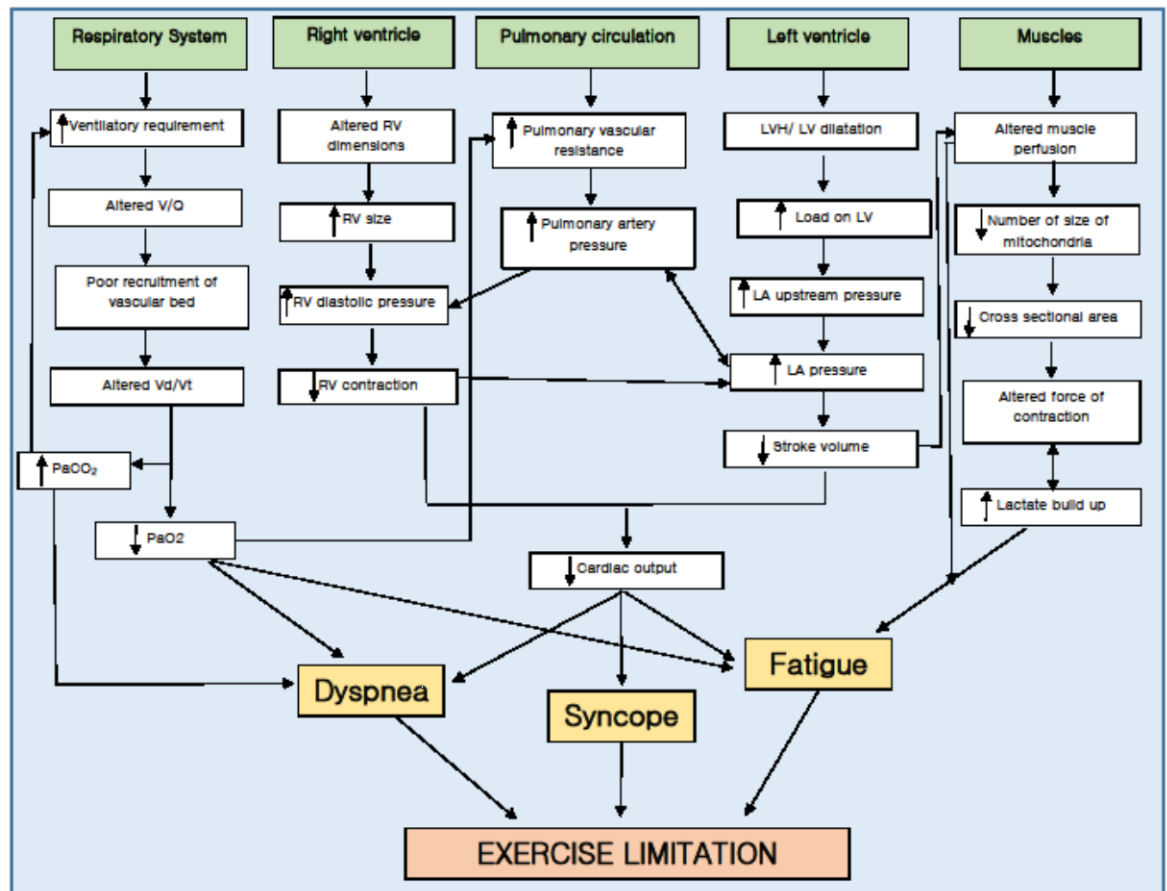 Respiratory System
Right ventricle
Pulmonary circulation
Left ventricle
Muscles
↑ Ventilatory requirement
Altered V/Q
Poor recruitment of
vascular bed
Altered Vd/Vt
↑ PaCO₂
↓ PaO2
Altered RV
dimensions
↑ RV size
↑ RV diastolic pressure
↓ RV contraction
↑ Pulmonary vascular
resistance
↑ Pulmonary artery
pressure
LVH/ LV dilatation
↑ Load on LV
↑ LA upstream pressure
↑ LA pressure
↓ Stroke volume
Altered muscle
perfusion
↓ Number of size of
mitochondria
↓ Cross sectional area
Altered force of
contraction
↑ Lactate build up
↓ Cardiac output
Dyspnea
Syncope
Fatigue
EXERCISE LIMITATION